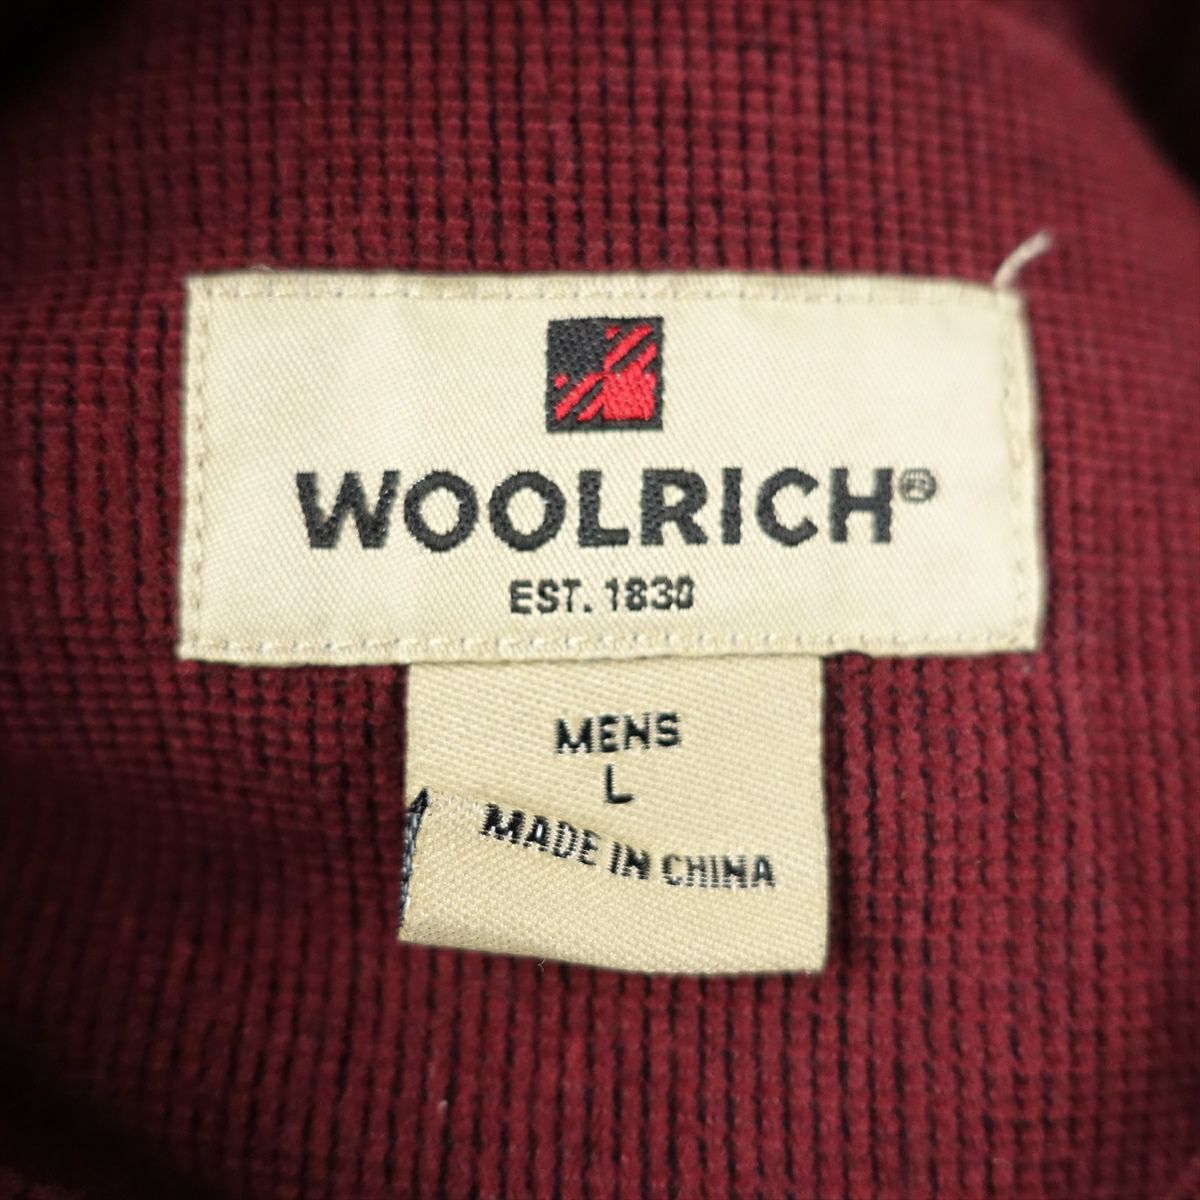 WOOLRICH®
EST. 1830
MENS
L
MADE IN CHINA